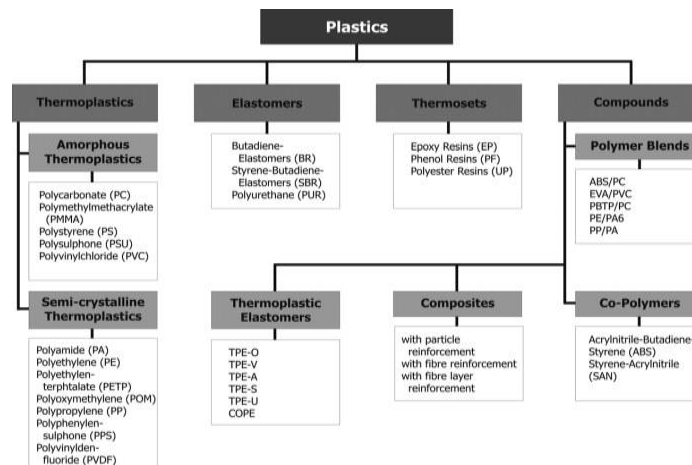 Plastics
Thermoplastics
Elastomers
Thermosets
Compounds
Amorphous
Thermoplastics
Polycarbonate (PC)
Polymethylmethacrylate
(PMMA)
Polystyrene (PS)
Polysulphone (PSU)
Polyvinylchloride (PVC)
Butadiene-
Elastomers (BR)
Styrene-Butadiene-
Elastomers (SBR)
Polyurethane (PUR)
Epoxy Resins (EP)
Phenol Resins (PF)
Polyester Resins (UP)
Polymer Blends
ABS/PC
EVA/PVC
PBTP/PC
PE/PA6
PP/PA
Semi-crystalline
Thermoplastics
Polyamide (PA)
Polyethylene (PE)
Polyethylen-
terphtalate (PETP)
Polyoxymethylene (POM)
Polypropylene (PP)
Polyphenylen-
sulphone (PPS)
Polyvinylden-
fluoride (PVDF)
Thermoplastic
Elastomers
TPE-O
TPE-V
TPE-A
TPE-S
TPE-U
COPE
Composites
with particle
reinforcement
with fibre reinforcement
with fibre layer
reinforcement
Co-Polymers
Acrylnitrile-Butadiene-
Styrene (ABS)
Styrene-Acrylnitrile
(SAN)